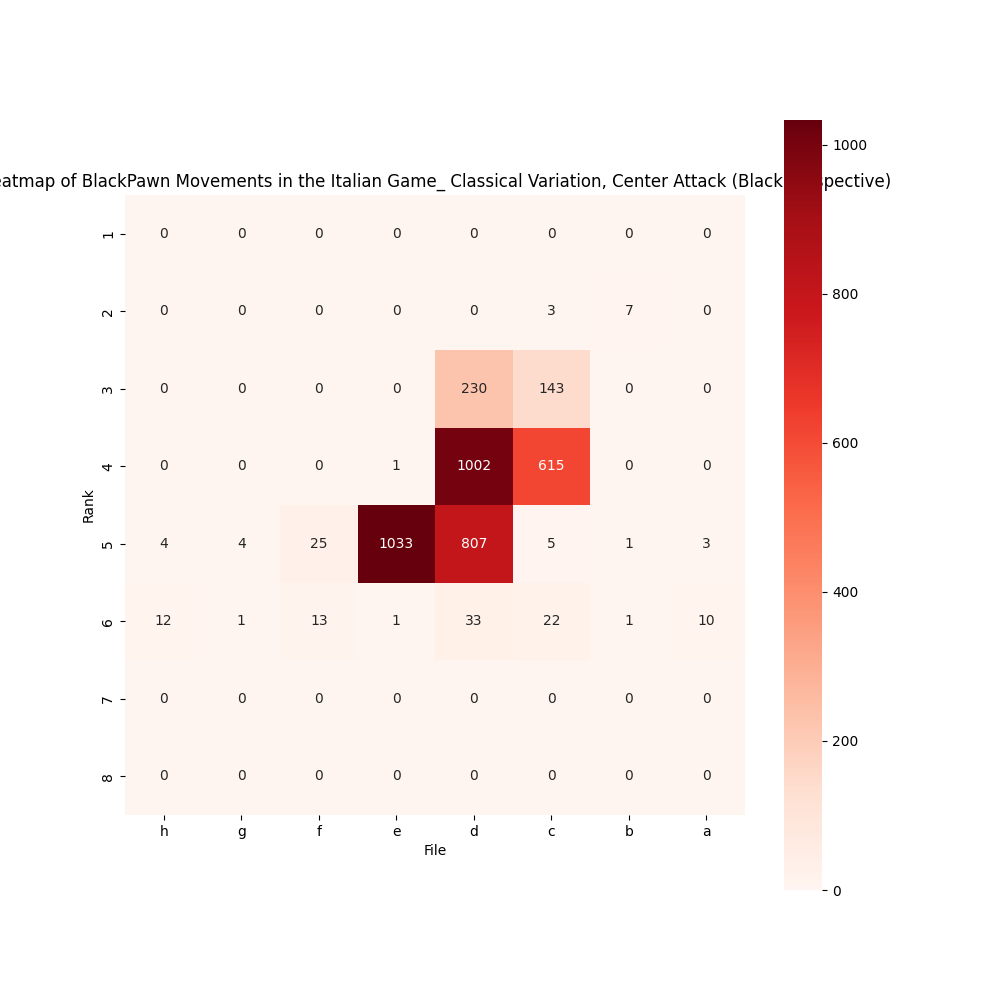 eatmap of BlackPawn Movements in the Italian Game_ Classical Variation, Center Attack (Black spective)
1 0 0 0 0 0 0 0 0
2 0 0 0 0 0 3 7 0
3 0 0 0 0 230 143 0 0
4 0 0 0 1 1002 615 0 0
Rank
5 4 4 25 1033 807 5 1 3
6 12 1 13 1 33 22 1 10
7 0 0 0 0 0 0 0 0
8 0 0 0 0 0 0 0 0
h g f e d c b a
File
1000
800
600
400
200
0